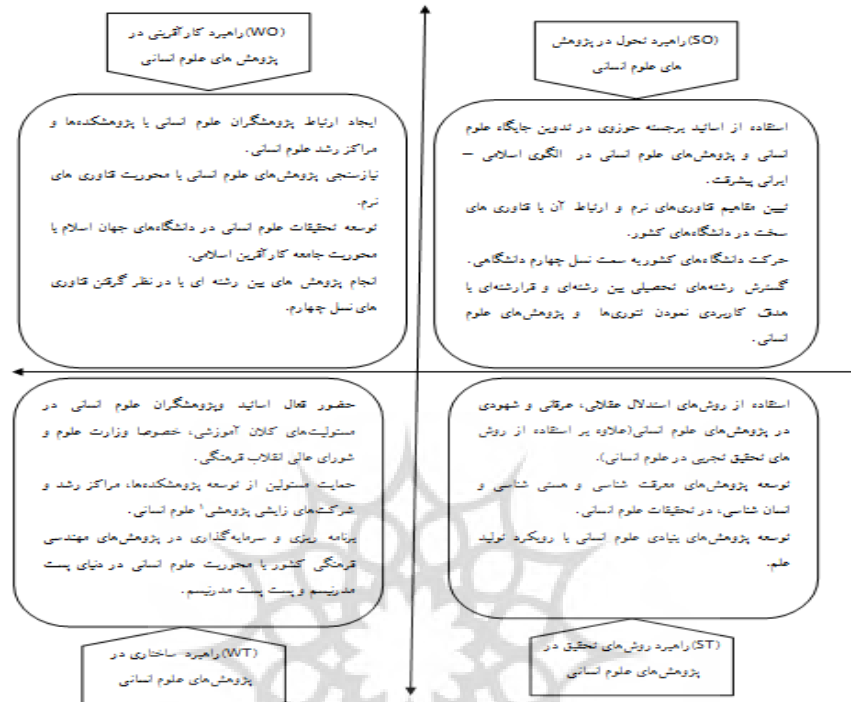 (SO)راهبرد تحول در پژوهش
های علوم انسانی
استفاده از اساتید برجسته حوزوی در تدوین جایگاه علوم
انسانی و پژوهش‌های علوم انسانی در الگوی اسلامی –
ایرانی پیشرفت.
تبیین مفاهیم فناوری‌های نرم و ارتباط آن با فناوری های
سخت در دانشگاه‌های کشور.
حرکت دانشگاه‌های کشوربه سمت نسل چهارم دانشگاهی.
گسترش رشته‌های تحصیلی بین رشته‌ای و فرارشته‌ای با
هدف کاربردی نمودن تئوری‌ها و پژوهش‌های علوم
انسانی.
(WO)راهبرد کارآفرینی در
پژوهش های علوم انسانی
ایجاد ارتباط پژوهشگران علوم انسانی با پژوهشکده‌ها و
مراکز رشد علوم انسانی.
نیازسنجی پژوهش‌های علوم انسانی با محوریت فناوری های
نرم.
توسعه تحقیقات علوم انسانی در دانشگاه‌های جهان اسلام با
محوریت جامعه کارآفرین اسلامی.
انجام پژوهش های بین رشته ای با در نظر گرفتن فناوری
های نسل چهارم.
استفاده از روش‌های استدلال عقلانی، عرفانی و شهودی
در پژوهش‌های علوم انسانی(علاوه بر استفاده از روش
های تحقیق تجربی در علوم انسانی).
توسعه پژوهش‌های معرفت شناسی و هستی شناسی و
انسان شناسی، در تحقیقات علوم انسانی.
توسعه پژوهش‌های بنیادی علوم انسانی با رویکرد تولید
علم.
(ST)راهبرد روش‌های تحقیق در
پژوهش‌های علوم انسانی
حضور فعال اساتید وپژوهشگران علوم انسانی در
مسئولیت‌های کلان آموزشی، خصوصا وزارت علوم و
شورای عالی انقلاب فرهنگی.
حمایت مسئولین از توسعه پژوهشکده‌ها، مراکز رشد و
شرکت‌های زایشی پژوهشی۱ علوم انسانی.
برنامه ریزی و سرمایه‌گذاری در پژوهش‌های مهندسی
فرهنگی کشور با محوریت علوم انسانی در دنیای پست
مدرنیسم و پست پست مدرنیسم.
(WT)راهبرد ساختاری در
پژوهش‌های علوم انسانی